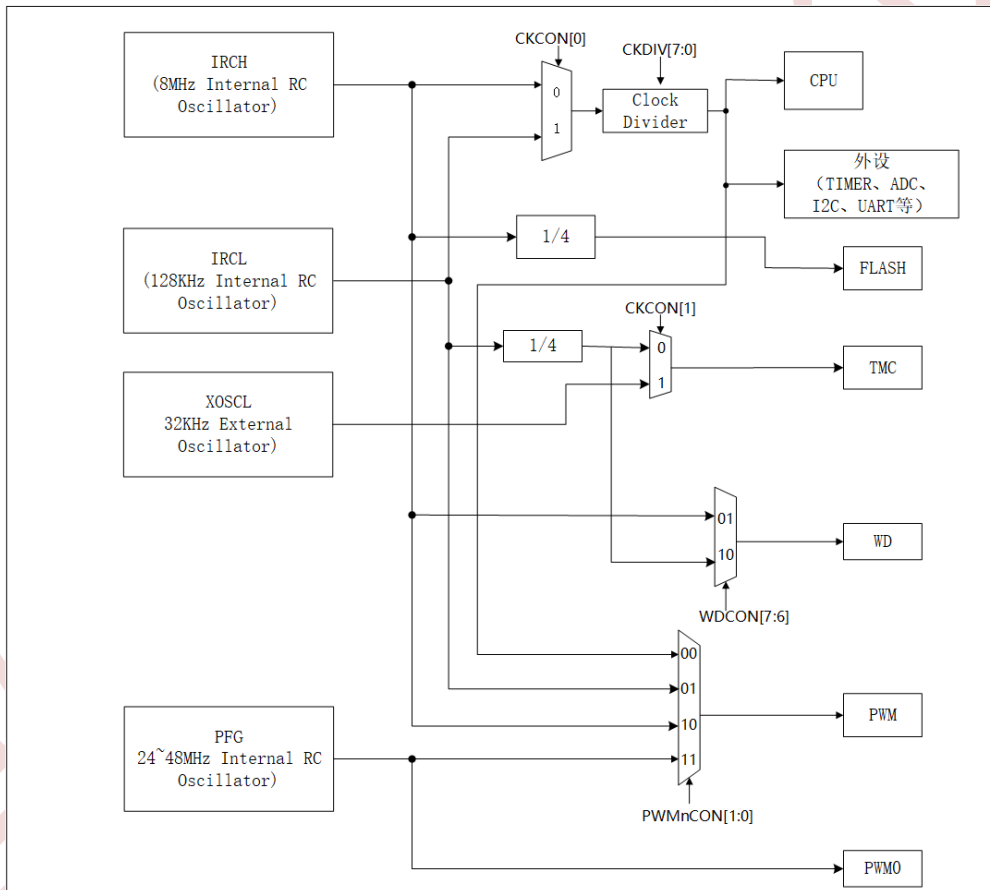 CKCON[0]
CKDIV[7:0]
IRCH
(8MHz Internal RC
Oscillator)
0
1
Clock
Divider
CPU
外设
（TIMER、ADC、
I2C、UART等）
1/4
FLASH
IRCL
(128KHz Internal RC
Oscillator)
CKCON[1]
1/4
0
1
TMC
XOSCL
32KHz External
Oscillator)
01
10
WD
WDCON[7:6]
00
01
10
11
PWM
PFG
24~48MHz Internal RC
Oscillator)
PWMnCON[1:0]
PWM0